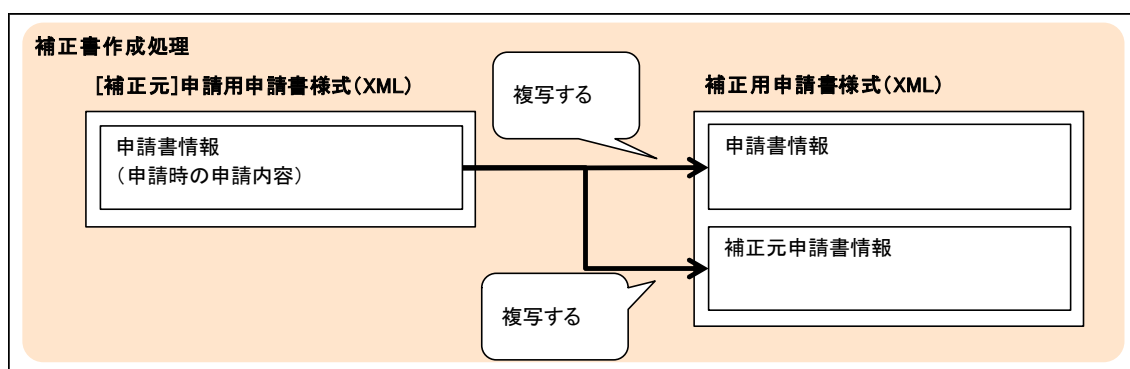 補正書作成処理
[補正元]申請用申請書様式(XML)
複写する
補正用申請書様式(XML)
申請書情報
(申請時の申請内容)
申請書情報
補正元申請書情報
複写する